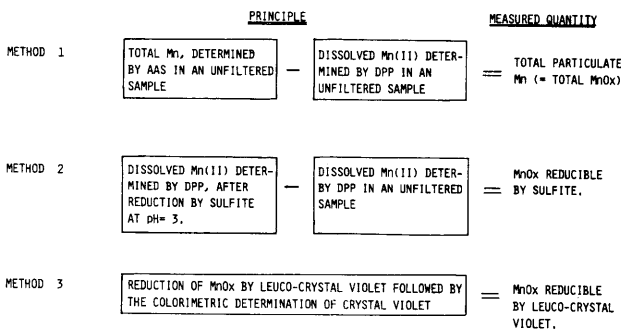 PRINCIPLE
MEASURED QUANTITY
METHOD 1
TOTAL Mn, DETERMINED
BY AAS IN AN UNFILTERED
SAMPLE
—
DISSOLVED Mn(II) DETER-
MINED BY DPP IN AN
UNFILTERED SAMPLE
=
TOTAL PARTICULATE
Mn (= TOTAL MnOx)
METHOD 2
DISSOLVED Mn(II) DETER-
MINED BY DPP, AFTER
REDUCTION BY SULFITE
AT pH= 3.
—
DISSOLVED Mn(II) DETER-
BY DPP IN AN UNFILTERED
SAMPLE
=
MnOx REDUCIBLE
BY SULFITE.
METHOD 3
REDUCTION OF MnOx BY LEUCO-CRYSTAL VIOLET FOLLOWED BY
THE COLORIMETRIC DETERMINATION OF CRYSTAL VIOLET
=
MnOx REDUCIBLE
BY LEUCO-CRYSTAL
VIOLET.